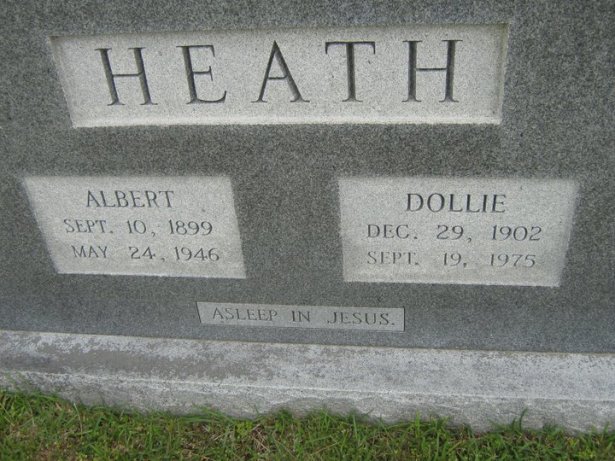 HEATH
ALBERT
SEPT. 10, 1899
MAY 24, 1946
DOLLIE
DEC. 29, 1902
SEPT. 19, 1975
ASLEEP IN JESUS.